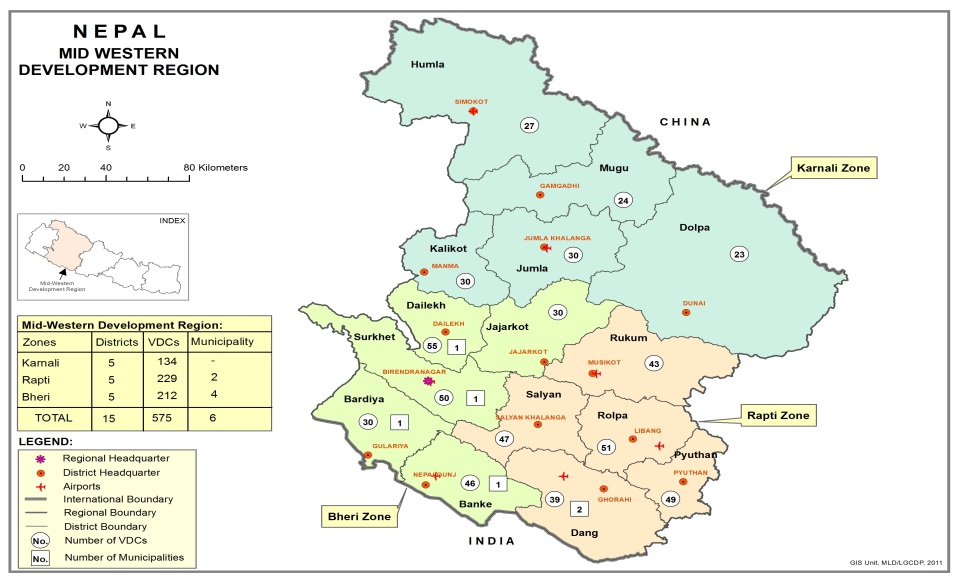 NEPAL
MID WESTERN
DEVELOPMENT REGION
N
W
E
S
0 20 40 80 Kilometers
INDEX
Mid-Western
Development Region
Mid-Western Development Region:
Zones Districts VDCs Municipality
Karnali 5 134 -
Rapti 5 229 2
Bheri 5 212 4
TOTAL 15 575 6
LEGEND:
Regional Headquarter
District Headquarter
Airports
International Boundary
Regional Boundary
District Boundary
No. Number of VDCs
No. Number of Municipalities
Humla
SIMOKOT
27
CHINA
Karnali Zone
Mugu
GAMGADHI
24
Dolpa
23
DUNAI
JUMLA KHALANGA
30
Jumla
Kalikot
MANMA
30
Dailekh
DAILEKH
55
1
Jajarkot
30
JAJARKOT
Surkhet
BIRENDRANAGAR
50
1
Rukum
43
MUSIKOT
Bardiya
30
1
GULARIYA
Salyan
SALYAN KHALANGA
47
Rolpa
LIBANG
51
Rapti Zone
Pyuthan
PYUTHAN
49
NEPALGUNJ
46
1
Banke
Bheri Zone
39
2
GHORAHI
Dang
INDIA
GIS Unit, MLD/LGCDP, 2011